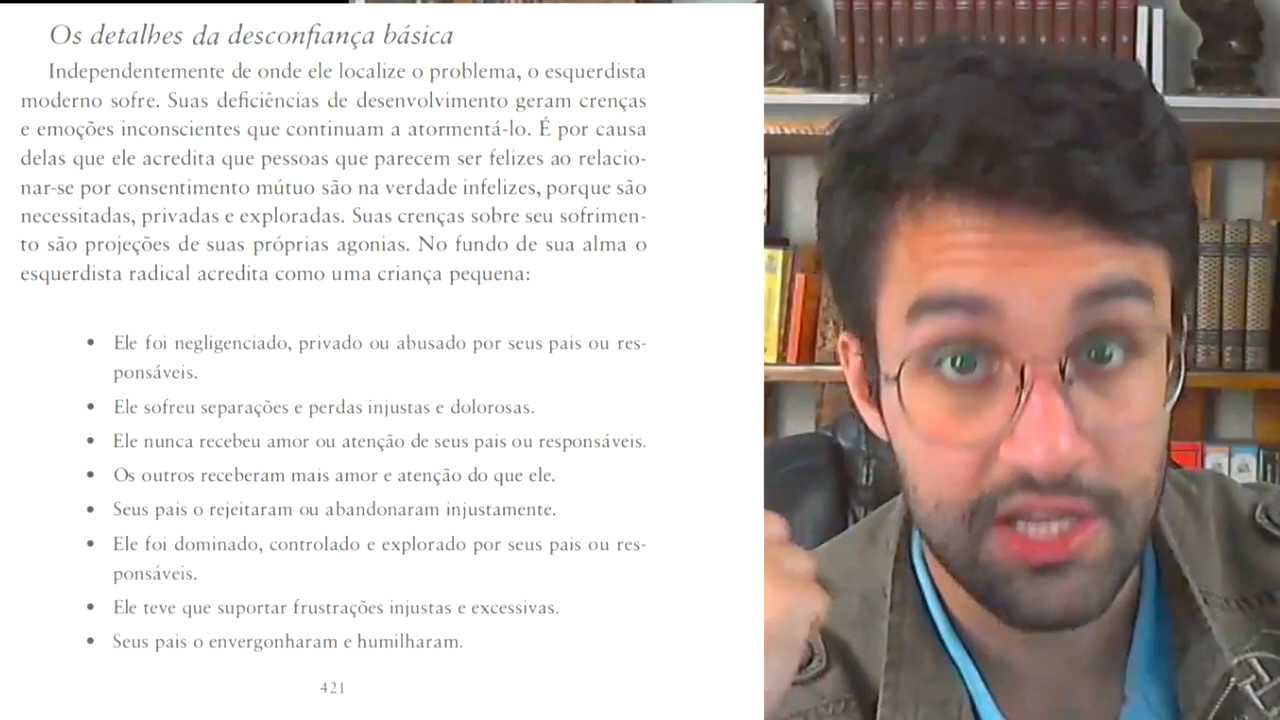 Os detalhes da desconfiança básica
Independentemente de onde ele localize o problema, o esquerdista
moderno sofre. Suas deficiências de desenvolvimento geram crenças
e emoções inconscientes que continuam a atormentá-lo. É por causa
delas que ele acredita que pessoas que parecem ser felizes ao relacio-
nar-se por consentimento mútuo são na verdade infelizes, porque são
necessitadas, privadas e exploradas. Suas crenças sobre seu sofrimen-
to são projeções de suas próprias agonias. No fundo de sua alma o
esquerdista radical acredita como uma criança pequena:
• Ele foi negligenciado, privado ou abusado por seus pais ou res-
ponsáveis.
• Ele sofreu separações e perdas injustas e dolorosas.
• Ele nunca recebeu amor ou atenção de seus pais ou responsáveis.
• Os outros receberam mais amor e atenção do que ele.
• Seus pais o rejeitaram ou abandonaram injustamente.
• Ele foi dominado, controlado e explorado por seus pais ou res-
ponsáveis.
• Ele teve que suportar frustrações injustas e excessivas.
• Seus pais o envergonharam e humilharam.
421